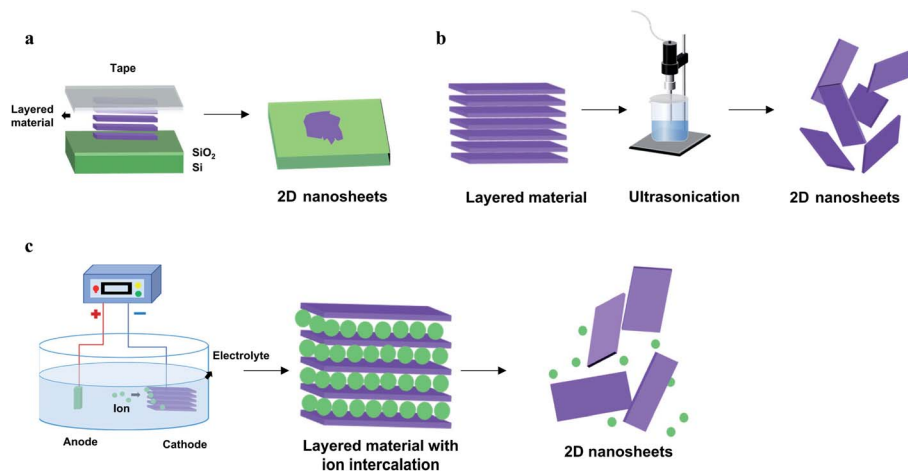 a
Tape
Layered
material
SiO₂
Si
2D nanosheets
b
Layered material
Ultrasonication
2D nanosheets
c
+
−
Electrolyte
Ion
Anode
Cathode
Layered material with
ion intercalation
2D nanosheets